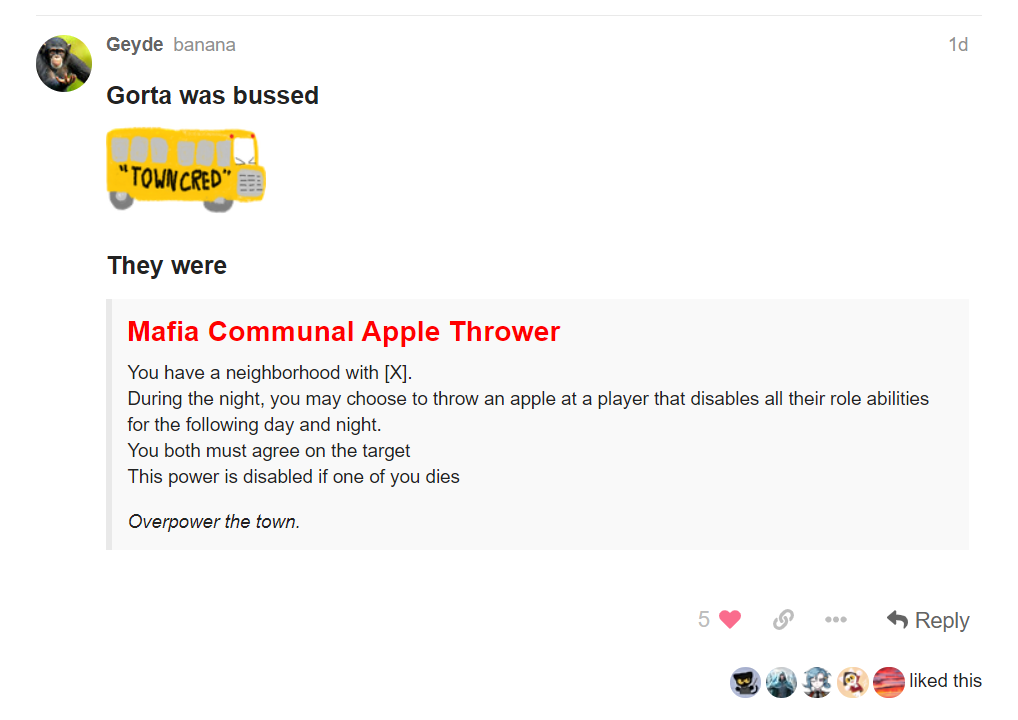 Geyde banana 1d
Gorta was bussed
"TOWN CRED"
They were
Mafia Communal Apple Thrower
You have a neighborhood with [X].
During the night, you may choose to throw an apple at a player that disables all their role abilities
for the following day and night.
You both must agree on the target
This power is disabled if one of you dies
Overpower the town.
5 Reply
liked this